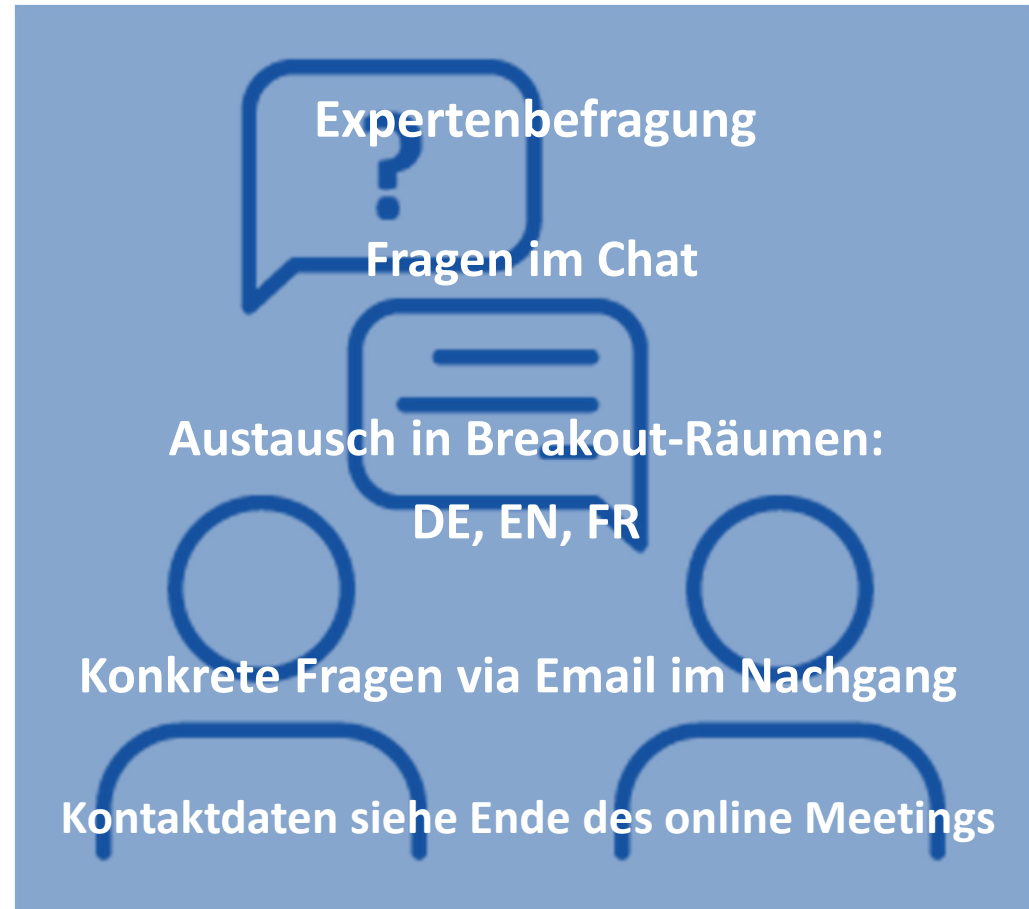 Expertenbefragung
Fragen im Chat
Austausch in Breakout-Räumen:
DE, EN, FR
Konkrete Fragen via Email im Nachgang
Kontaktdaten siehe Ende des online Meetings